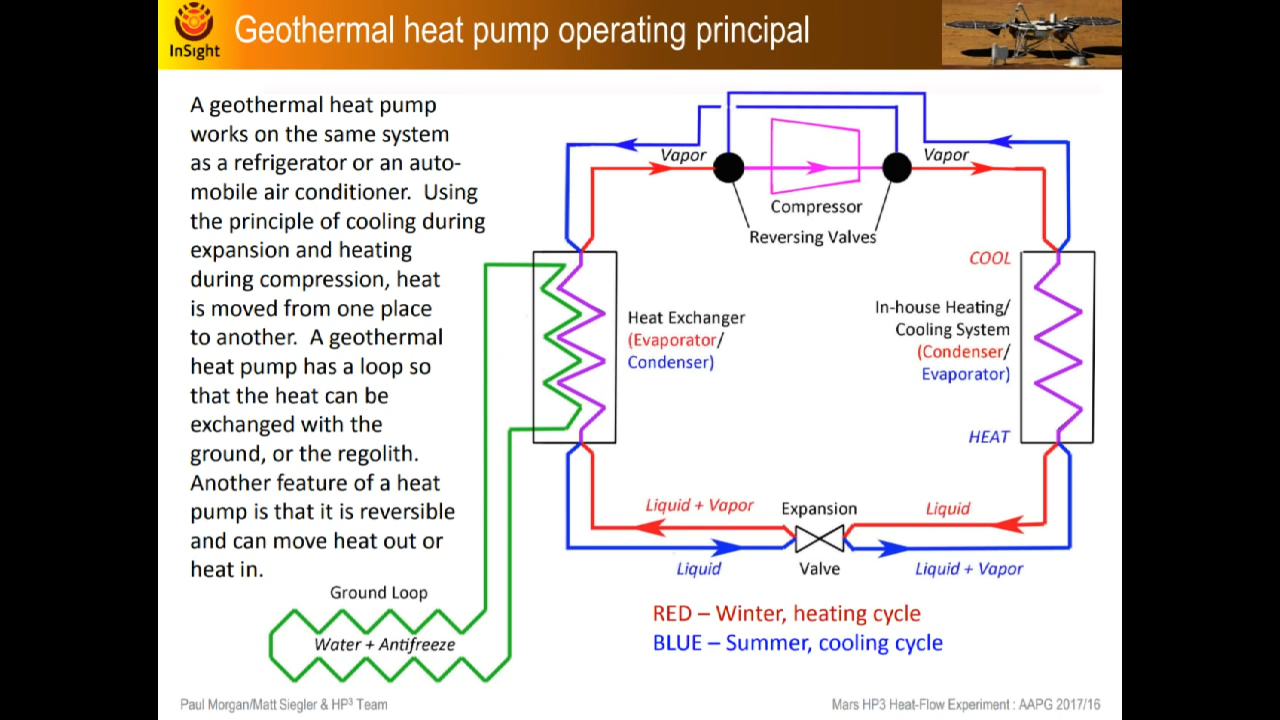 InSight
Geothermal heat pump operating principal
A geothermal heat pump
works on the same system
as a refrigerator or an auto-
mobile air conditioner. Using
the principle of cooling during
expansion and heating
during compression, heat
is moved from one place
to another. A geothermal
heat pump has a loop so
that the heat can be
exchanged with the
ground, or the regolith.
Another feature of a heat
pump is that it is reversible
and can move heat out or
heat in.
Vapor
Vapor
Compressor
Reversing Valves
COOL
Heat Exchanger
(Evaporator/
Condenser)
In-house Heating/
Cooling System
(Condenser/
Evaporator)
HEAT
Liquid + Vapor
Expansion
Liquid
Liquid
Valve
Liquid + Vapor
Ground Loop
Water + Antifreeze
RED – Winter, heating cycle
BLUE – Summer, cooling cycle
Paul Morgan/Matt Siegler & HP³ Team
Mars HP3 Heat-Flow Experiment : AAPG 2017/16